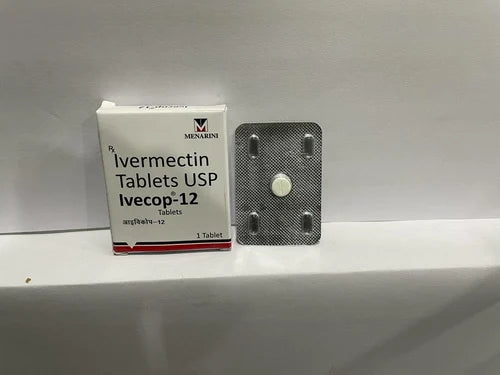 MENARINI
Rx
Ivermectin
Tablets USP
Ivecop®-12
Tablets
आइवेकोप-12
1 Tablet